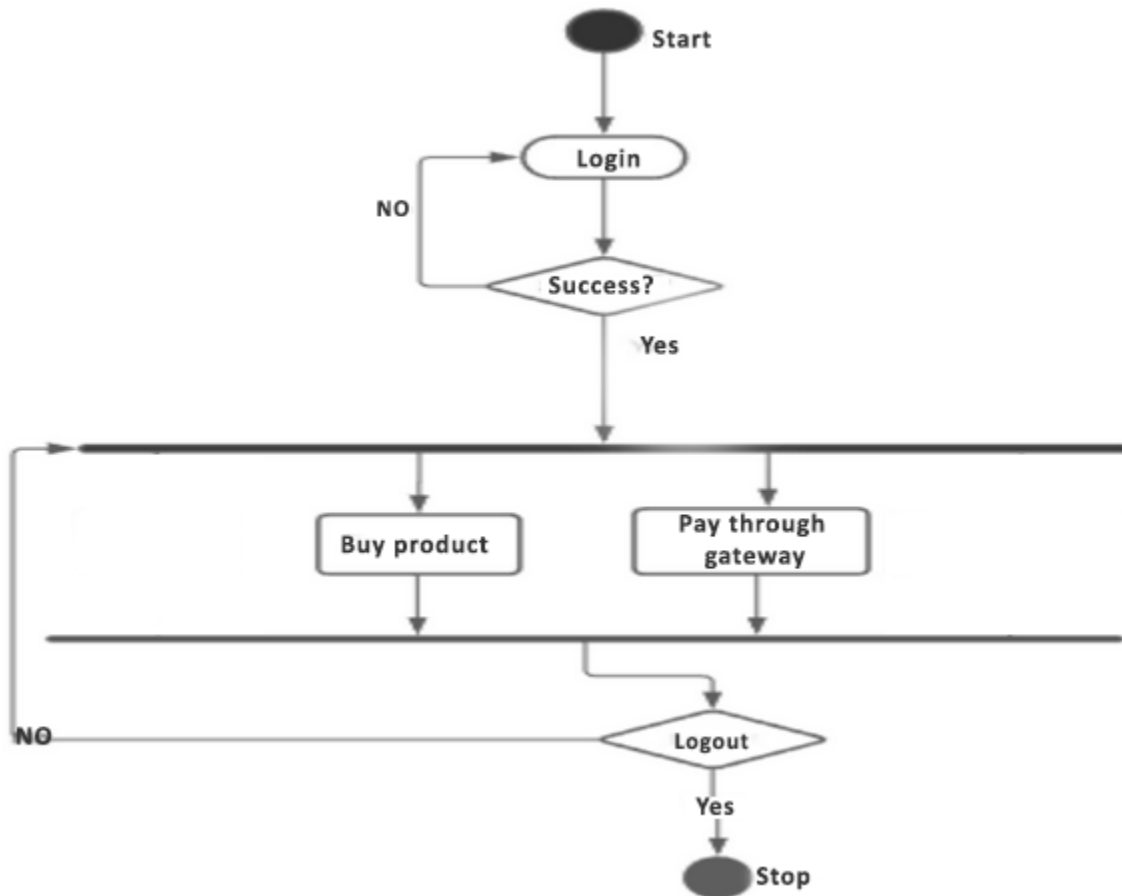 Start
Login
NO
Success?
Yes
Buy product
Pay through
gateway
NO
Logout
Yes
Stop